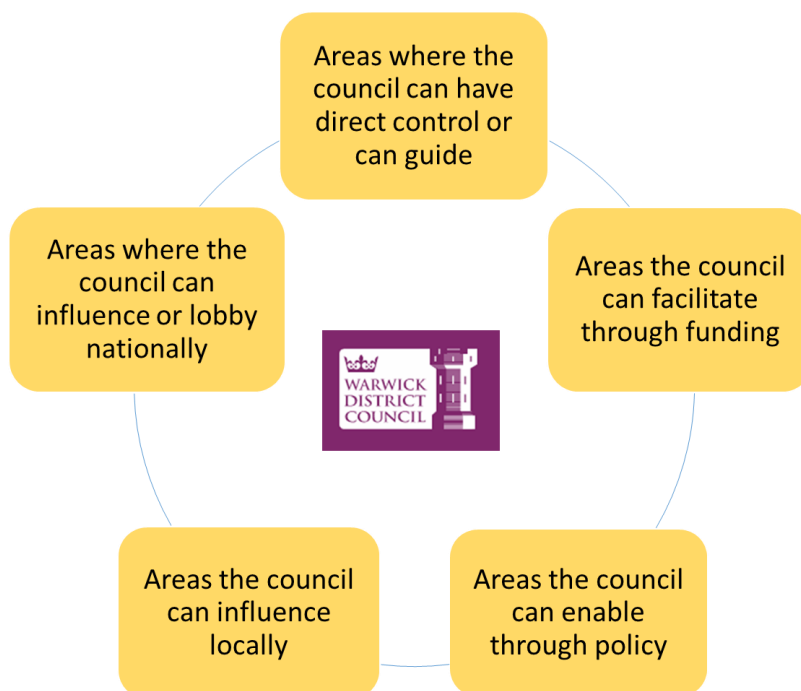 Areas where the
council can have
direct control or
can guide
Areas where the
council can
influence or lobby
nationally
Areas the council
can facilitate
through funding
WARWICK
DISTRICT
COUNCIL
Areas the council
can influence
locally
Areas the council
can enable
through policy